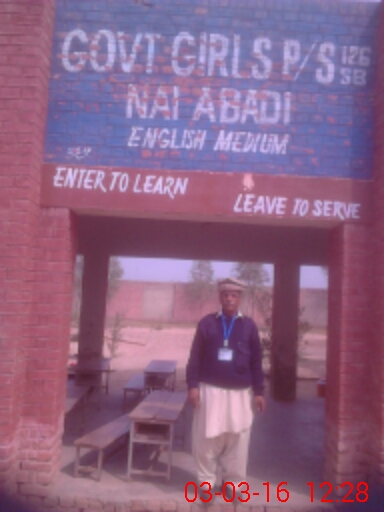 GOVT GIRLS P/S 126
SB
NAI ABADI
ENGLISH MEDIUM
ENTER TO LEARN
LEAVE TO SERVE
03-03-16 12:28